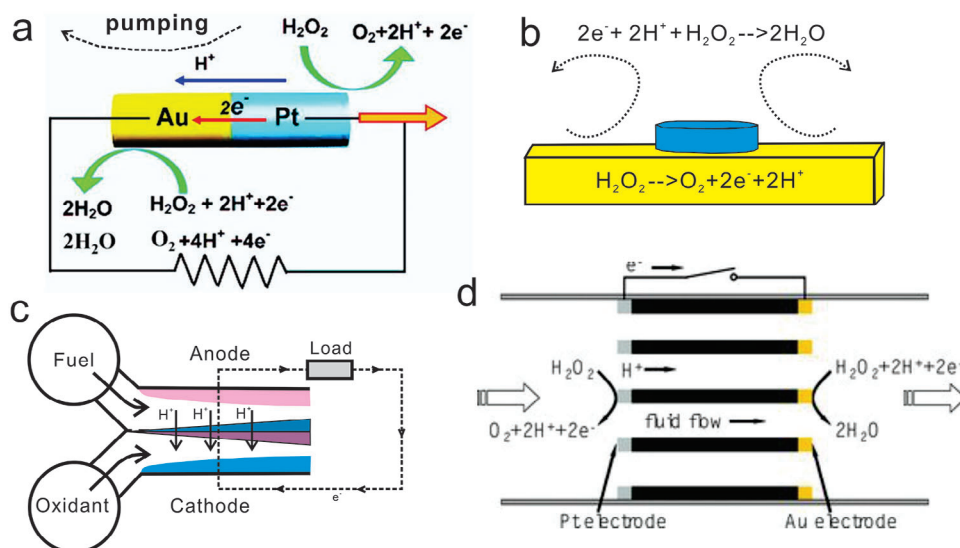 a
pumping
H₂O₂
O₂+2H⁺+ 2e⁻
H⁺
Au
2e⁻
Pt
2H₂O
H₂O₂ + 2H⁺+2e⁻
2H₂O
O₂ +4H⁺ +4e⁻
b
2e⁻+ 2H⁺+H₂O₂-->2H₂O
H₂O₂-->O₂+2e⁻+2H⁺
c
Fuel
Anode
Load
H⁺
H⁺
H⁺
Oxidant
Cathode
e⁻
d
e⁻
H₂O₂
H⁺
H₂O₂+2H⁺+2e⁻
O₂+2H⁺+2e⁻
fluid flow
2H₂O
Pt electrode
Au electrode